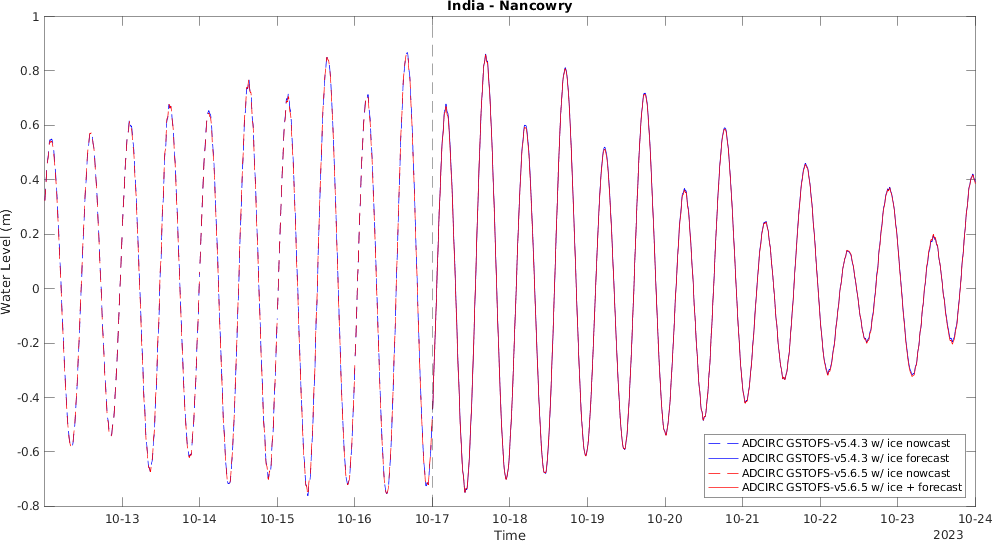 India - Nancowry
Water Level (m)
1
0.8
0.6
0.4
0.2
0
-0.2
-0.4
-0.6
-0.8
ADCIRC GSTOFS-v5.4.3 w/ ice nowcast
ADCIRC GSTOFS-v5.4.3 w/ ice forecast
ADCIRC GSTOFS-v5.6.5 w/ ice nowcast
ADCIRC GSTOFS-v5.6.5 w/ ice + forecast
10-13 10-14 10-15 10-16 10-17 10-18 10-19 10-20 10-21 10-22 10-23 10-24
Time
2023